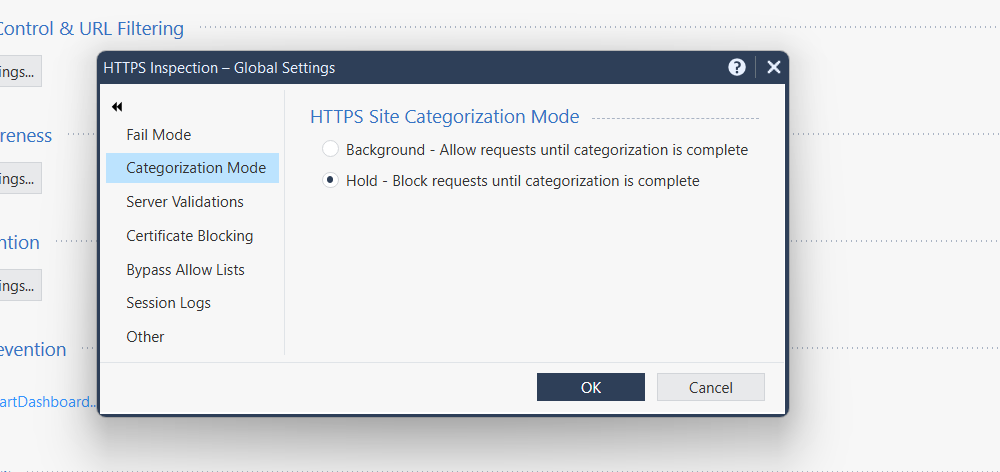 Control & URL Filtering
ings...
reness
ings...
ntion
ings...
evention
artDashboard..
HTTPS Inspection – Global Settings
?
Fail Mode
Categorization Mode
Server Validations
Certificate Blocking
Bypass Allow Lists
Session Logs
Other
HTTPS Site Categorization Mode
Background - Allow requests until categorization is complete
Hold - Block requests until categorization is complete
OK
Cancel